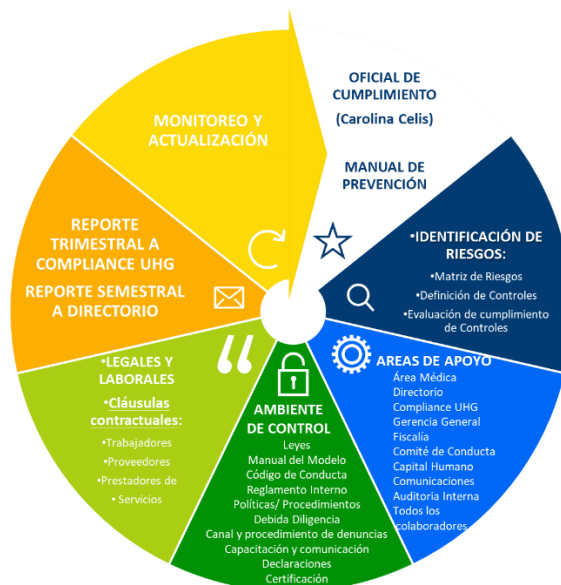 OFICIAL DE
CUMPLIMIENTO
(Carolina Celis)
MANUAL DE
PREVENCIÓN
•IDENTIFICACIÓN DE
RIESGOS:
•Matriz de Riesgos
•Definición de Controles
•Evaluación de cumplimiento
de Controles
AREAS DE APOYO
Área Médica
Directorio
Compliance UHG
Gerencia General
Fiscalía
Comité de Conducta
Capital Humano
Comunicaciones
Auditoria Interna
Todos los
colaboradores
AMBIENTE
DE CONTROL
Leyes
Manual del Modelo
Código de Conducta
Reglamento Interno
Políticas/ Procedimientos
Debida Diligencia
Canal y procedimiento de denuncias
Capacitación y comunicación
Declaraciones
Certificación
•LEGALES Y
LABORALES
•Cláusulas
contractuales:
•Trabajadores
•Proveedores
•Prestadores de
•Servicios
REPORTE
TRIMESTRAL A
COMPLIANCE UHG
REPORTE SEMESTRAL
A DIRECTORIO
MONITOREO Y
ACTUALIZACIÓN